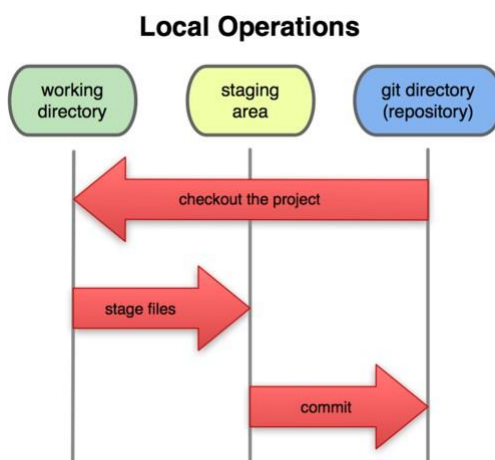 Local Operations
working
directory
staging
area
git directory
(repository)
checkout the project
stage files
commit